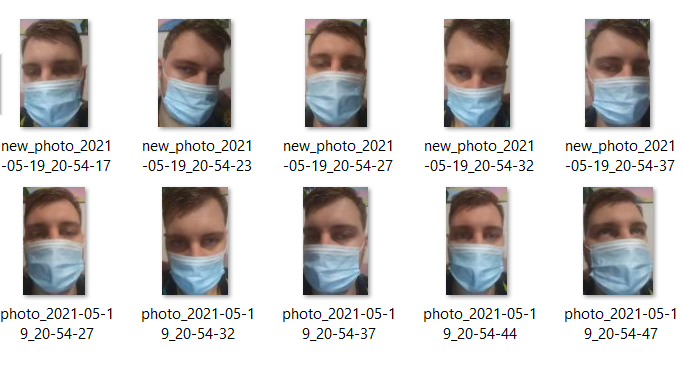 new_photo_2021
-05-19_20-54-17
new_photo_2021
-05-19_20-54-23
new_photo_2021
-05-19_20-54-27
new_photo_2021
-05-19_20-54-32
new_photo_2021
-05-19_20-54-37
photo_2021-05-1
9_20-54-27
photo_2021-05-1
9_20-54-32
photo_2021-05-1
9_20-54-37
photo_2021-05-1
9_20-54-44
photo_2021-05-1
9_20-54-47